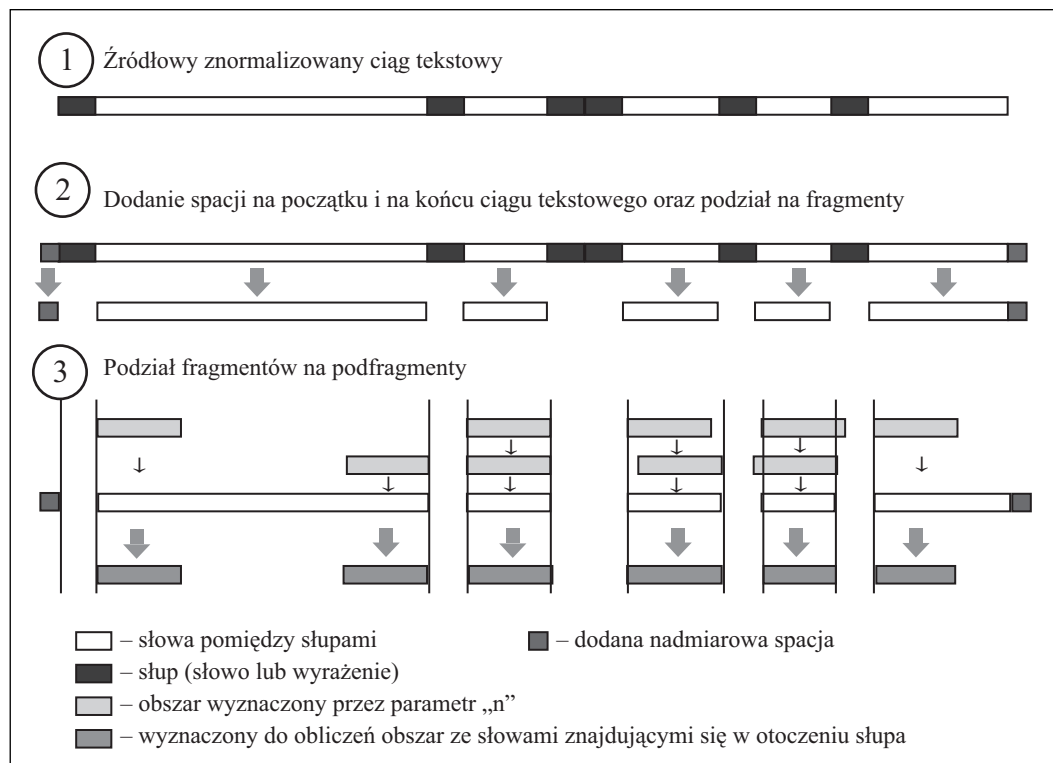 1 Źródłowy znormalizowany ciąg tekstowy
2 Dodanie spacji na początku i na końcu ciągu tekstowego oraz podział na fragmenty
3 Podział fragmentów na podfragmenty
– słowa pomiędzy słupami
– dodana nadmiarowa spacja
– słup (słowo lub wyrażenie)
– obszar wyznaczony przez parametr „n”
– wyznaczony do obliczeń obszar ze słowami znajdującymi się w otoczeniu słupa